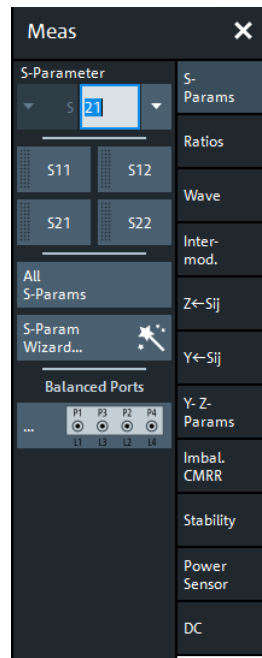 Meas
S-Parameter
S 21
S11
S12
S21
S22
All
S-Params
S-Param
Wizard...
Balanced Ports
...
P1 P3 P2 P4
L1 L3 L2 L4
S-
Params
Ratios
Wave
Inter-
mod.
Z←Sij
Y←Sij
Y- Z-
Params
Imbal.
CMRR
Stability
Power
Sensor
DC